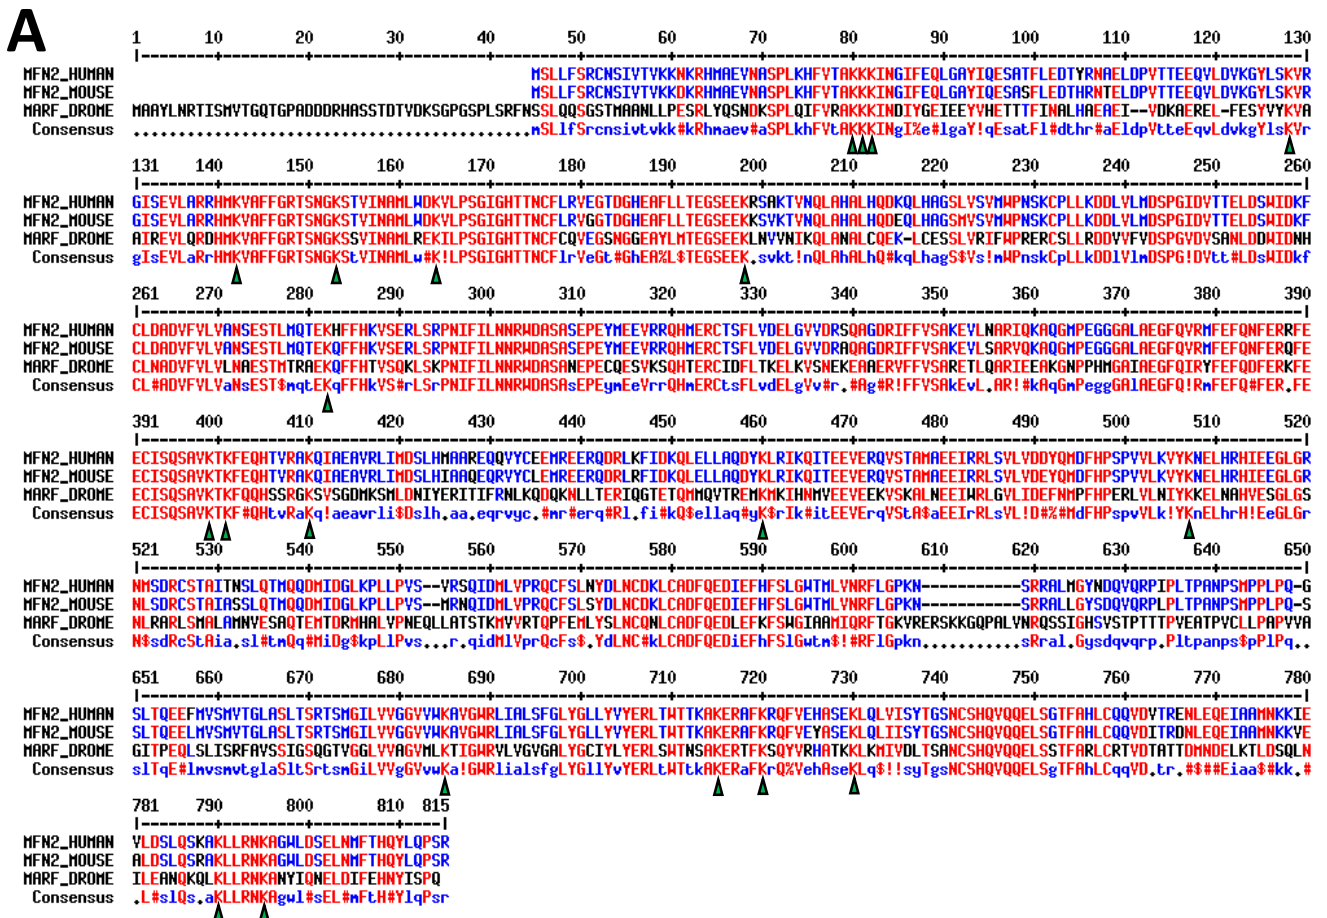 A
1 10 20 30 40 50 60 70 80 90 100 110 120 130
MFN2_HUMAN MSLLFSRCNSIVTVKKNKRHMAEVNASPLKHFVTAKKKINGIFEQLGAYIQESATFLEDTYRNAELDPVTTEEQVLDVKGYLSKVR
MFN2_MOUSE MSLLFSRCNSIVTVKKNKRHMAEVNASPLKHFVTAKKKINGIFEQLGAYIQESASFLEDTHRNTELDPVTTEEQVLDVKGYLSKVR
MARF_DROME MAAYLNRTISMVTGQTGPADDDRHASSTDTVDKSGPGSPLSRFNSSLQQSGSTMAANLLPESRLYQSNDKSPLQIFVRAKKKINDIYGEIEEYVHETTTFINALHAEAEI--VDKAEREL-FESYVYKVA
Consensus ............................................mSLlfSrcnsivtvkk#kRhmaev#aSPLkhFVtAKKKINgI%e#lgaY!qEsatFl#dthr#aEldpVtteEqvLdvkgYlsKVr
131 140 150 160 170 180 190 200 210 220 230 240 250 260
MFN2_HUMAN GISEVLARRHMKVAFFGRTSNGKSTVINAMLWDKVLPSGIGHTTNCFLRVEGTDGHEAFLLTEGSEEKRSAKTVNQLAHALHQDKQLHAGSLVSVMWPNSKCPLLKDDLVLMDSPGIDVTTELDSWIDKF
MFN2_MOUSE GISEVLARRHMKVAFFGRTSNGKSTVINAMLWDKVLPSGIGHTTNCFLRVGGTDGHEAFLLTEGSEEKKSVKTVNQLAHALHQDEQLHAGSMVSVMWPNSKCPLLKDDLVLMDSPGIDVTTELDSWIDKF
MARF_DROME AIREVLQRDHMKVAFFGRTSNGKSSVINAMLREKILPSGIGHTTNCFCQVEGSNGGEAYLMTEGSEEKLNVVNIKQLANALCQEK-LCESSLVRIFWPRERCSLLRDDVVFVDSPGVDVSANLDDWIDNH
Consensus gIsEVLaRrHMKVAFFGRTSNGKStVINAMLw#K!LPSGIGHTTNCFlrVeGt#GhEA%L$TEGSEEK.svkt!nQLAhALhQ#kqLhagS$Vs!mWPnskCpLLkDDlVlmDSPG!DVtt#LDsWIDkf
261 270 280 290 300 310 320 330 340 350 360 370 380 390
MFN2_HUMAN CLDADVFVLVANSESTLMQTEKHFFHKVSERLSRPNIFILNNRWDASASEPEYMEEVRRQHMERCTSFLVDELGVVDRSQAGDRIFFVSAKEVLNARIQKAQGMPEGGGALAEGFQVRMFEFQNFERRFE
MFN2_MOUSE CLDADVFVLVANSESTLMQTEKQFFHKVSERLSRPNIFILNNRWDASASEPEYMEEVRRQHMERCTSFLVDELGVVDRAQAGDRIFFVSAKEVLSARVQKAQGMPEGGGALAEGFQVRMFEFQNFERQFE
MARF_DROME CLNADVFVLVLNAESTMTRAEKQFFHTVSQKLSKPNIFILNNRWDASANEPECQESVKSQATERCIDFLTKELKVSNEKEAAERVFFVSARETLQARIEEAKGNPPHMGAIAEGFQIRYFEFQDFERKFE
Consensus CL#ADVFVLVaNsEST$mqtEKqFFHkVS#rLSrPNIFILNNRWDASAsEPEymEeVrrQhMERCtsFLvdELgVv#r.#Ag#R!FFVSAkEvL.AR!#kAqGmPegggAlAEGFQ!RmFEFQ#FER.FE
391 400 410 420 430 440 450 460 470 480 490 500 510 520
MFN2_HUMAN ECISQSAVKTKFEQHTVRAKQIAEAVRLIMDSLHMAAREQQVYCEEMREERQDRLKFIDKQLELLAQDYKLRIKQITEEVERQVSTAMAEEIRRLSVLVDDYQMDFHPSPVVLKVYKNELHRHIEEGLGR
MFN2_MOUSE ECISQSAVKTKFEQHTVRAKQIAEAVRLIMDSLHIAAQEQRVYCLEMREERQDRLRFIDKQLELLAQDYKLRIKQITEEVERQVSTAMAEEIRRLSVLVDEYQMDFHPSPVVLKVYKNELHRHIEEGLGR
MARF_DROME ECISQSAVKTKFQQHSSRGKSVSGDMKSMLDNIYERITIFRNLKQDQKNLLTERIQGTETQMMQVTREMKMKIHNMVEEVEEKVSKALNEEIWRLGVLIDEFNMPFHPERLVLNIYKKELNAHVESGLGS
Consensus ECISQSAVKTKF#QHtvRaKq!aeavrli$Dslh.aa.eqrvyc.#mr#erq#Rl.fi#kQ$ellaq#yK$rIk#itEEVErqVStA$aEEIrRLsVL!D#%#MdFHPspvVLk!YKnELhrH!EeGLGr
521 530 540 550 560 570 580 590 600 610 620 630 640 650
MFN2_HUMAN NMSDRCSTAITNSLQTMQQDMIDGLKPLLPVS--VRSQIDMLVPRQCFSLNYDLNCDKLCADFQEDIEFHFSLGWTMLVNRFLGPKN-----------SRRALMGYNDQVQRPIPLTPANPSMPPLPQ-G
MFN2_MOUSE NLSDRCSTAIASSLQTMQQDMIDGLKPLLPVS--MRNQIDMLVPRQCFSLSYDLNCDKLCADFQEDIEFHFSLGWTMLVNRFLGPKN-----------SRRALLGYSDQVQRPLPLTPANPSMPPLPQ-S
MARF_DROME NLRARLSMALAMNVESAQTEMTDRMHALVPNEQLLATSTKMVVRTQPFEMLYSLNCQNLCADFQEDLEFKFSWGIAAMIQRFTGKVRERSKKGQPALVNRQSSIGHSVSTPTTTPVEATPVCLLPAPVVA
Consensus N$sdRcStAia.sl#tmQq#MiDg$kpLlPvs...r.qidMlVprQcFs$.YdLNC#kLCADFQEDiEFhFSlGwtm$!#RFlGpkn...........sRral.Gysdqvqrp.Pltpanps$pPlPq..
651 660 670 680 690 700 710 720 730 740 750 760 770 780
MFN2_HUMAN SLTQEEFMVSMVTGLASLTSRTSMGILVVGGVVWKAVGWRLIALSFGLYGLLYVYERLTWTTKAKERAFKRQFVEHASEKLQLVISYTGSNCSHQVQQELSGTFAHLCQQVDVTRENLEQEIAAMNKKIE
MFN2_MOUSE SLTQEELMVSMVTGLASLTSRTSMGILVVGGVVWKAVGWRLIALSFGLYGLLYVYERLTWTTKAKERAFKRQFVEYASEKLQLIISYTGSNCSHQVQQELSGTFAHLCQQVDITRDNLEQEIAAMNKKVE
MARF_DROME GITPEQLSLISRFAVSSIGSQGTVGGLVVAGVMLKTIGWRVLVGVGALYGCIYLYERLSWTNSAKERTFKSQYVRHATKKLKMIVDLTSANCSHQVQQELSSTFARLCRTVDTATTDMNDELKTLDSQLN
Consensus slTqE#lmvsmvtglaSltSrtsmGiLVVgGVvwKa!GWRlialsfgLYGllYvYERLtWTtkAKERaFKrQ%VehAseKLq$!!syTgsNCSHQVQQELSgTFAhLCqqVD.tr.#$##Eiaa$#kk.#
781 790 800 810 815
MFN2_HUMAN VLDSLQSKAKLLRNKAGWLDSELNMFTHQYLQPSR
MFN2_MOUSE ALDSLQSRAKLLRNKAGWLDSELNMFTHQYLQPSR
MARF_DROME ILEANQKQLKLLRNKANYIQNELDIFEHNYISPQ
Consensus .L#slQs.aKLLRNKAgwl#sEL#mFtH#YlqPsr